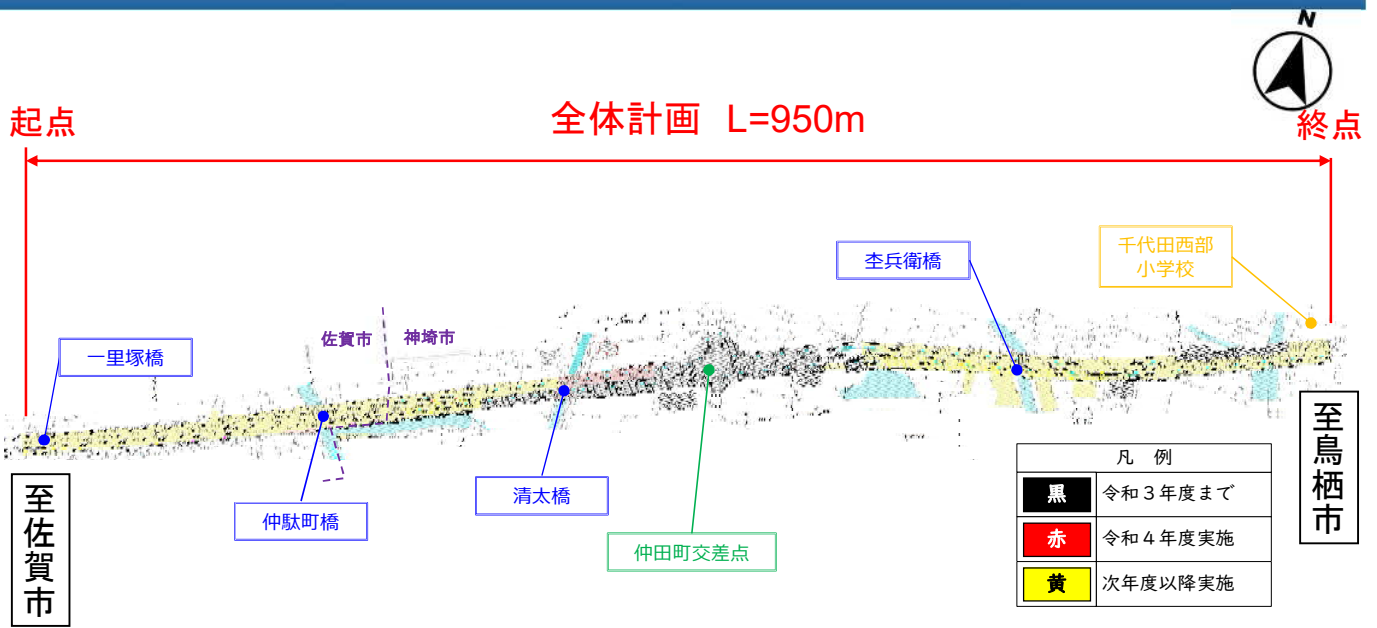 N
起点
全体計画 L=950m
終点
千代田西部
小学校
杢兵衛橋
佐賀市
神埼市
一里塚橋
至佐賀市
仲駄町橋
清太橋
仲田町交差点
至鳥栖市
凡 例
黒 令和3年度まで
赤 令和4年度実施
黄 次年度以降実施